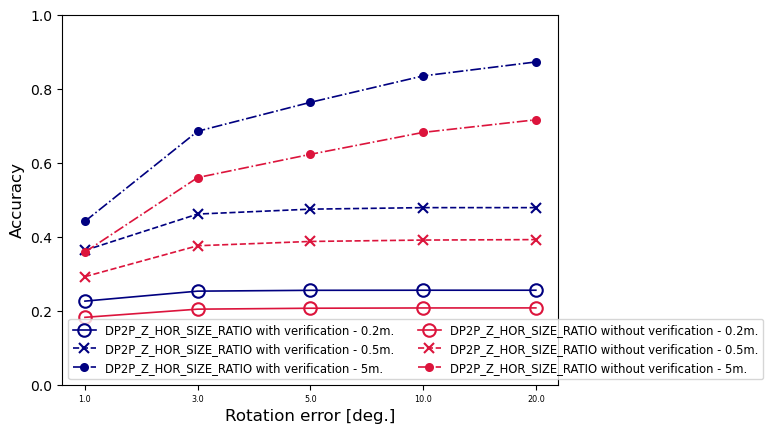 1.0
0.8
0.6
0.4
0.2
0.0
Accuracy
DP2P_Z_HOR_SIZE_RATIO with verification - 0.2m.
DP2P_Z_HOR_SIZE_RATIO with verification - 0.5m.
DP2P_Z_HOR_SIZE_RATIO with verification - 5m.
DP2P_Z_HOR_SIZE_RATIO without verification - 0.2m.
DP2P_Z_HOR_SIZE_RATIO without verification - 0.5m.
DP2P_Z_HOR_SIZE_RATIO without verification - 5m.
1.0 3.0 5.0 10.0 20.0
Rotation error [deg.]